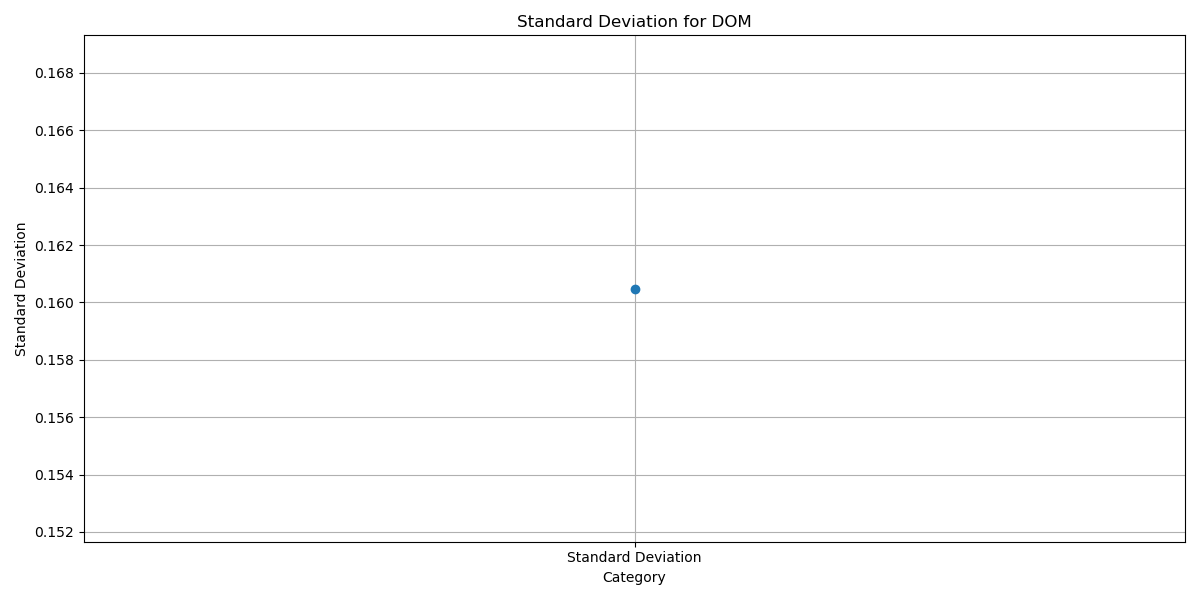 Standard Deviation for DOM
0.168
0.166
0.164
0.162
0.160
0.158
0.156
0.154
0.152
Standard Deviation
Standard Deviation
Category